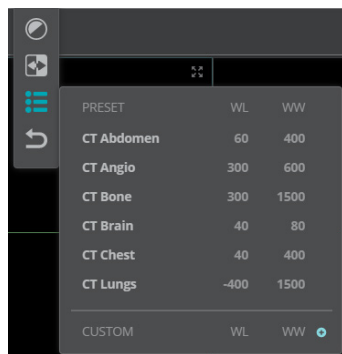 PRESET WL WW
CT Abdomen 60 400
CT Angio 300 600
CT Bone 300 1500
CT Brain 40 80
CT Chest 40 400
CT Lungs -400 1500
CUSTOM WL WW